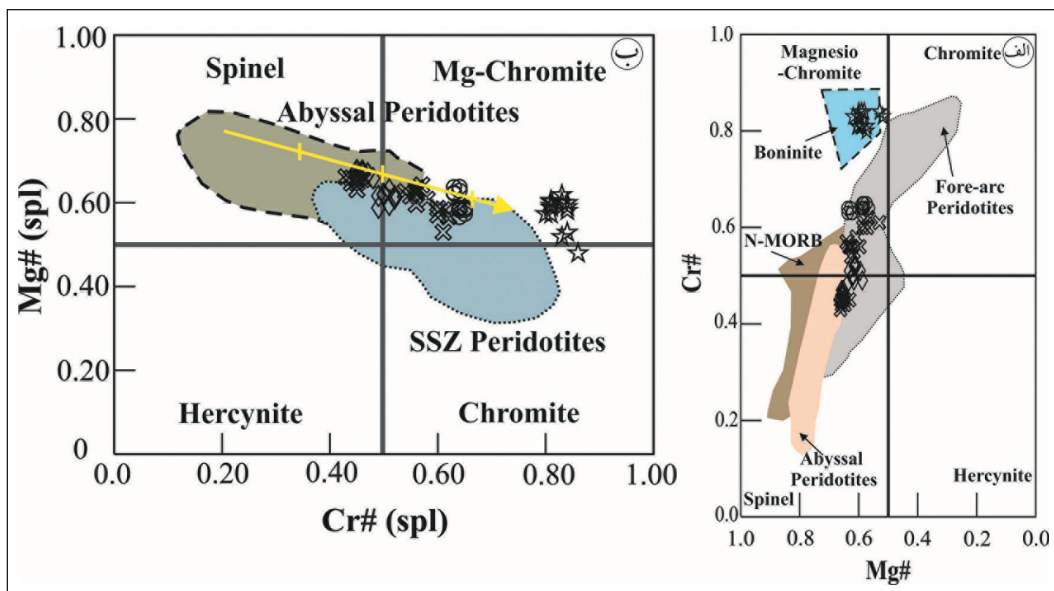 1.00
ب
Spinel
Mg-Chromite
0.80
Abyssal Peridotites
0.60
0.40
SSZ Peridotites
0.20
Hercynite
Chromite
0
0.0
0.20
0.40
0.60
0.80
1.00
Mg# (spl)
Cr# (spl)
1.0
Magnesio
-Chromite
Chromite
الف
0.8
Boninite
Fore-arc
Peridotites
0.6
N-MORB
0.4
0.2
Abyssal
Peridotites
Spinel
Hercynite
0.0
1.0 0.8 0.6 0.4 0.2 0.0
Cr#
Mg#